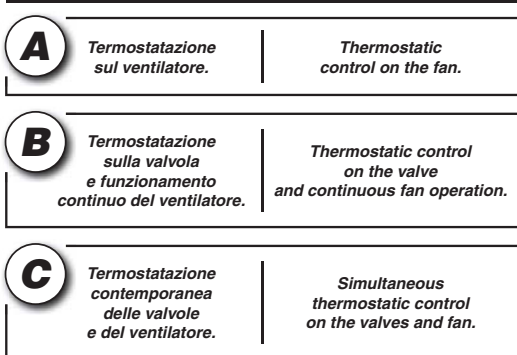 A
Termostatazione
sul ventilatore.
Thermostatic
control on the fan.
B
Termostatazione
sulla valvola
e funzionamento
continuo del ventilatore.
Thermostatic control
on the valve
and continuous fan operation.
C
Termostatazione
contemporanea
delle valvole
e del ventilatore.
Simultaneous
thermostatic control
on the valves and fan.